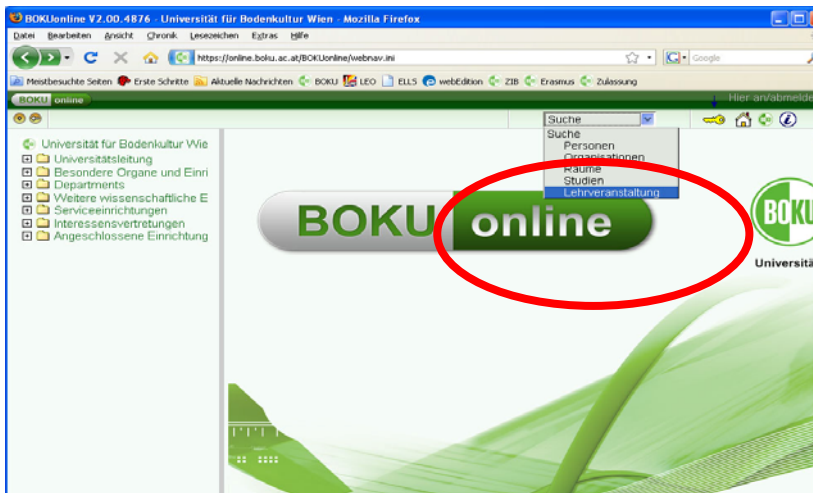 BOKUonline V2.00.4876 - Universität für Bodenkultur Wien - Mozilla Firefox
Datei Bearbeiten Ansicht Chronik Lesezeichen Extras Hilfe
https://online.boku.ac.at/BOKUonline/webnav.ini
Google
Meistbesuchte Seiten Erste Schritte Aktuelle Nachrichten BOKU LEO ELLS webEdition ZIB Erasmus Zulassung
BOKU online
Hier an/abmelde
Suche
Suche
Personen
Organisationen
Räume
Studien
Lehrveranstaltung
Universität für Bodenkultur Wie
Universitätsleitung
Besondere Organe und Einri
Departments
Weitere wissenschaftliche E
Serviceeinrichtungen
Interessensvertretungen
Angeschlossene Einrichtung
BOKU online
BOKU
Universitä